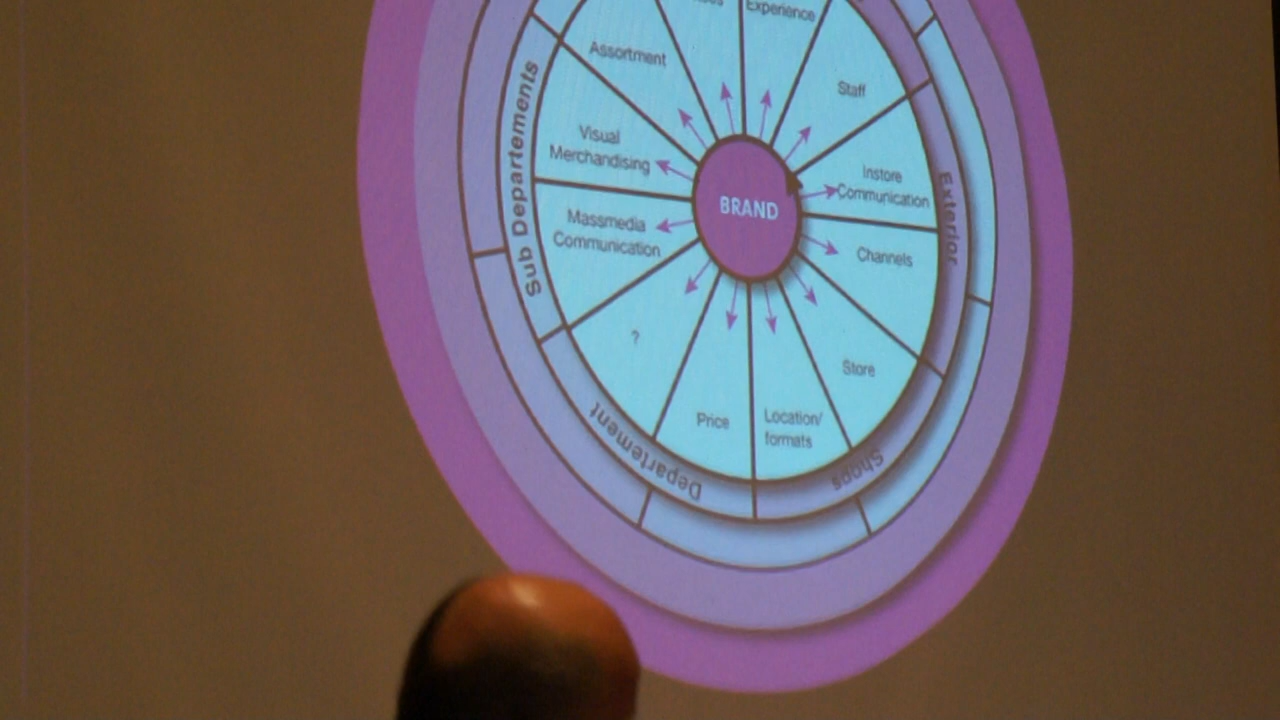 Experience
Assortment
Staff
Visual
Merchandising
Instore
Communication
BRAND
Massmedia
Communication
Channels
?
Store
Price
Location/
formats
Sub Departements
Exterior
Departement
Shops